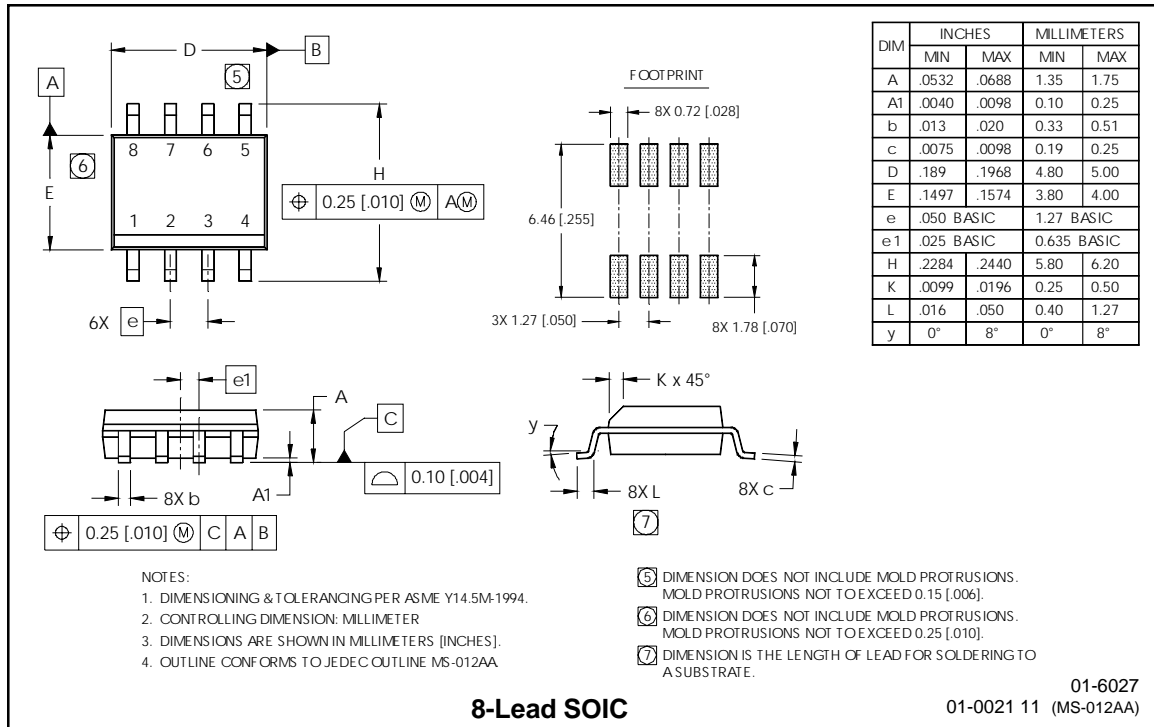 D
B
5
A
8 7 6 5
6
E
H
0.25 [.010] M A M
1 2 3 4
6X e
FOOTPRINT
8X 0.72 [.028]
6.46 [.255]
3X 1.27 [.050]
8X 1.78 [.070]
DIM INCHES MILLIMETERS
MIN MAX MIN MAX
A .0532 .0688 1.35 1.75
A1 .0040 .0098 0.10 0.25
b .013 .020 0.33 0.51
c .0075 .0098 0.19 0.25
D .189 .1968 4.80 5.00
E .1497 .1574 3.80 4.00
e .050 BASIC 1.27 BASIC
e1 .025 BASIC 0.635 BASIC
H .2284 .2440 5.80 6.20
K .0099 .0196 0.25 0.50
L .016 .050 0.40 1.27
y 0° 8° 0° 8°
e1
A
C
0.10 [.004]
8X b
A1
0.25 [.010] M C A B
K x 45°
y
8X L
7
8X c
NOTES:
1. DIMENSIONING & TOLERANCING PER ASME Y14.5M-1994.
2. CONTROLLING DIMENSION: MILLIMETER
3. DIMENSIONS ARE SHOWN IN MILLIMETERS [INCHES].
4. OUTLINE CONFORMS TO JEDEC OUTLINE MS-012AA.
5 DIMENSION DOES NOT INCLUDE MOLD PROTRUSIONS.
MOLD PROTRUSIONS NOT TO EXCEED 0.15 [.006].
6 DIMENSION DOES NOT INCLUDE MOLD PROTRUSIONS.
MOLD PROTRUSIONS NOT TO EXCEED 0.25 [.010].
7 DIMENSION IS THE LENGTH OF LEAD FOR SOLDERING TO
A SUBSTRATE.
8-Lead SOIC
01-6027
01-0021 11 (MS-012AA)